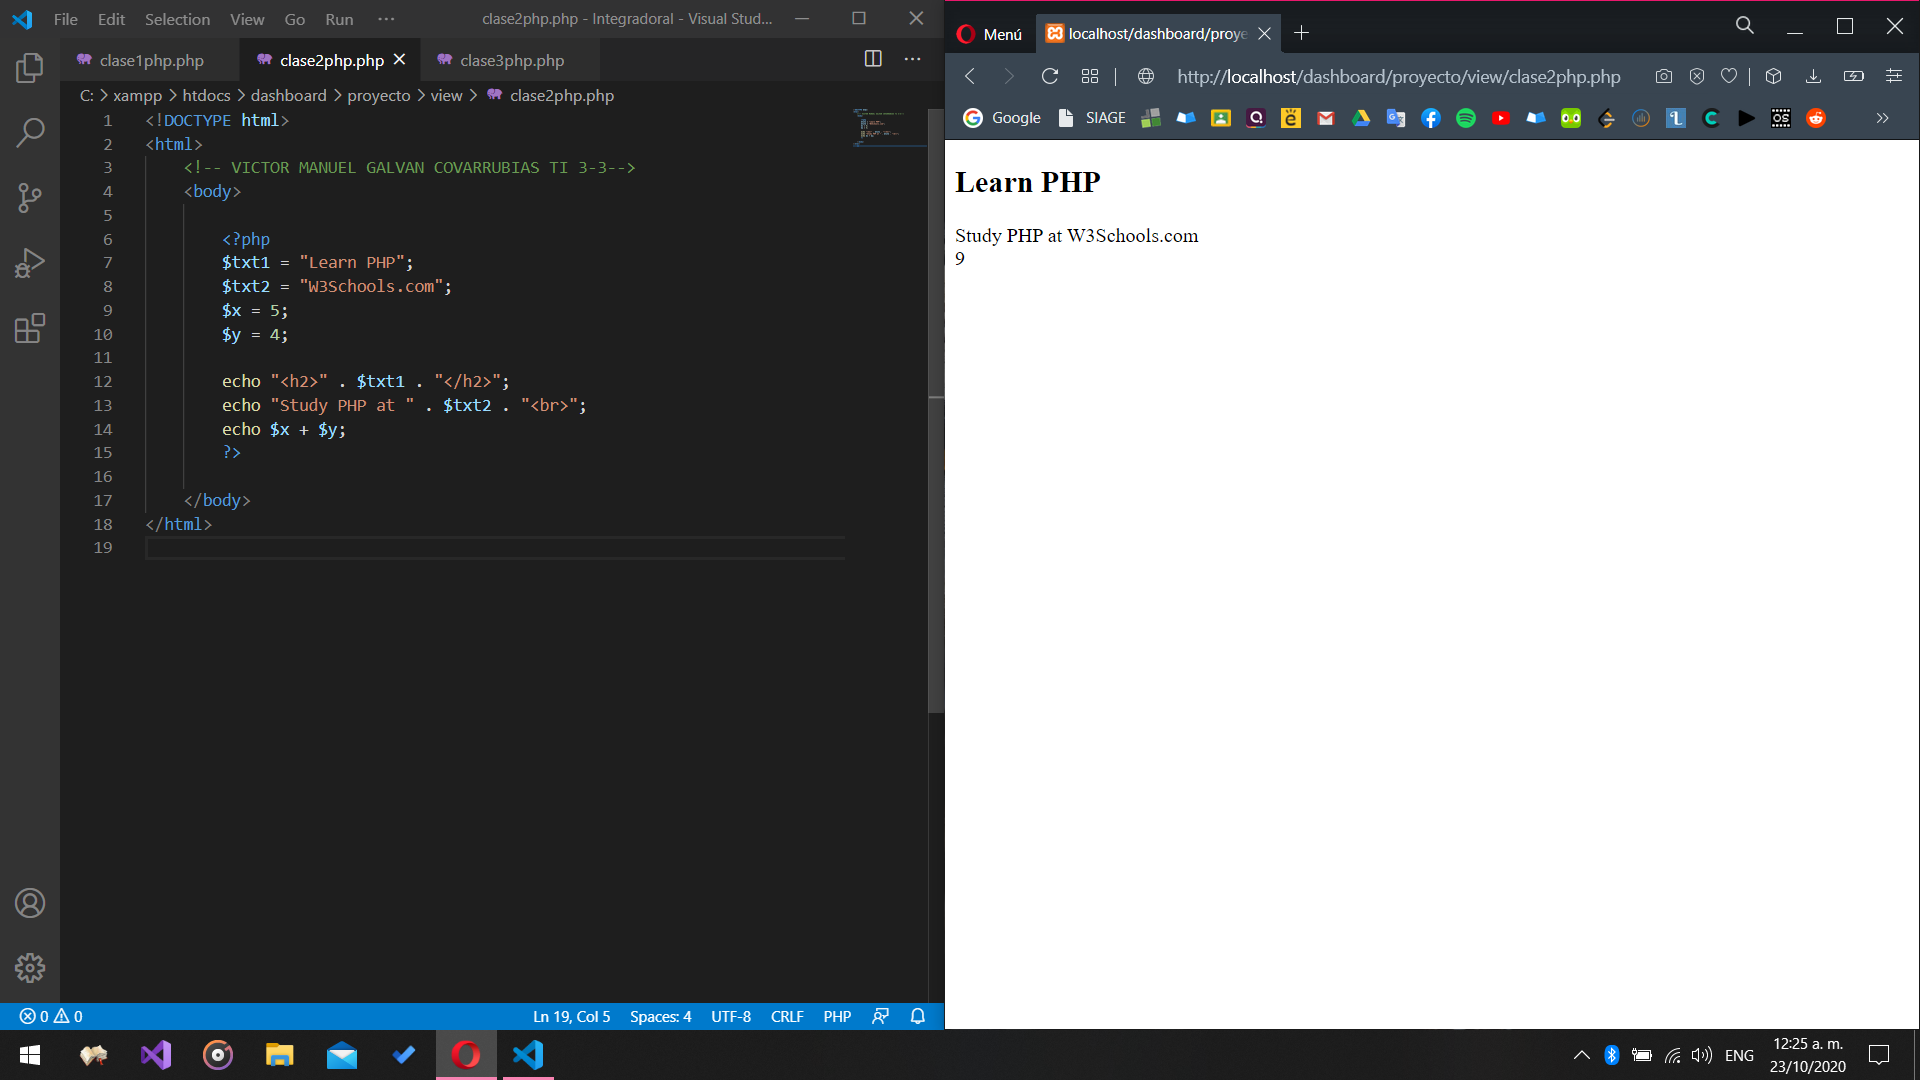 File Edit Selection View Go Run ··· clase2php.php - Integradoral - Visual Stud...
clase1php.php clase2php.php clase3php.php
C: > xampp > htdocs > dashboard > proyecto > view > clase2php.php
1 <!DOCTYPE html>
2 <html>
3 <!-- VICTOR MANUEL GALVAN COVARRUBIAS TI 3-3-->
4 <body>
5
6 <?php
7 $txt1 = "Learn PHP";
8 $txt2 = "W3Schools.com";
9 $x = 5;
10 $y = 4;
11
12 echo "<h2>" . $txt1 . "</h2>";
13 echo "Study PHP at " . $txt2 . "<br>";
14 echo $x + $y;
15 ?>
16
17 </body>
18 </html>
19
0 0 Ln 19, Col 5 Spaces: 4 UTF-8 CRLF PHP
Menú localhost/dashboard/proye
http://localhost/dashboard/proyecto/view/clase2php.php
Google SIAGE
Learn PHP
Study PHP at W3Schools.com
9
ENG 12:25 a. m.
23/10/2020